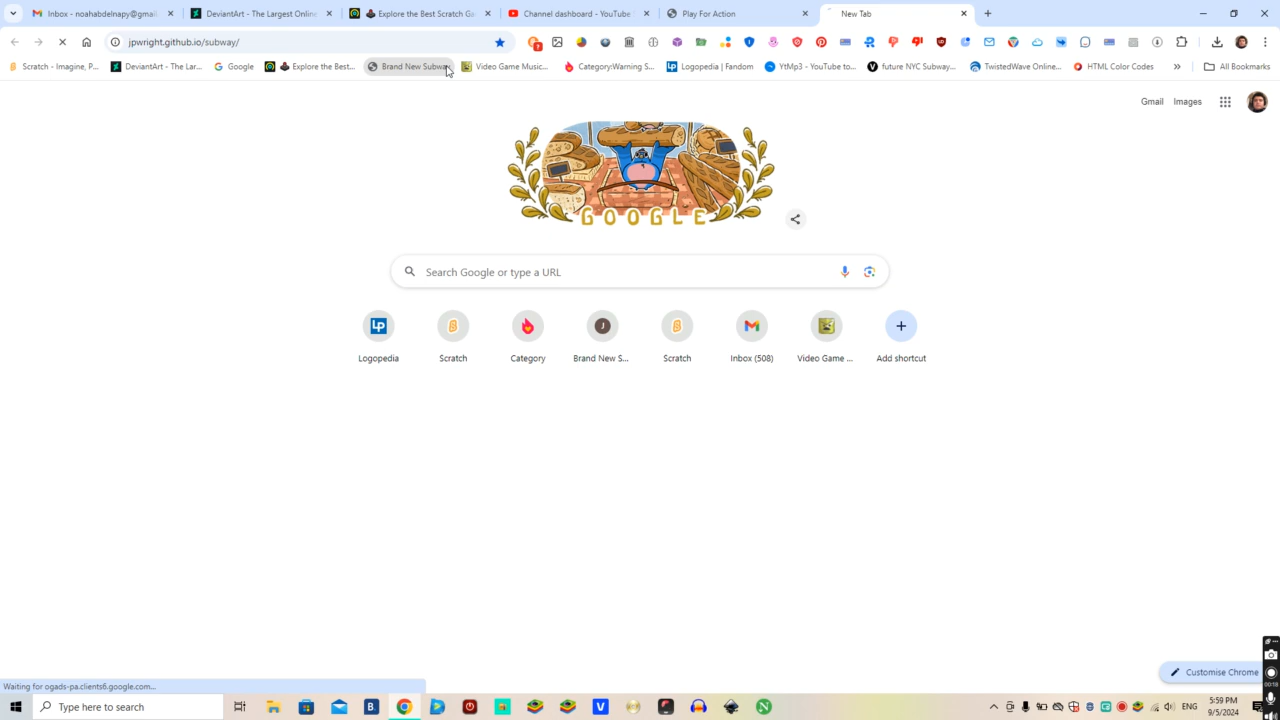 Inbox - noahabdelnapy@gmai
DeviantArt - The Largest Online
Explore the Best Scratch Ga
Channel dashboard - YouTube
Play For Action
New Tab
jpwright.github.io/subway/
Scratch - Imagine, P...
DeviantArt - The Lar...
Google
Explore the Best...
Brand New Subway
Video Game Music...
Category:Warning S...
Logopedia | Fandom
YtMp3 - YouTube to...
future NYC Subway...
TwistedWave Online...
HTML Color Codes
All Bookmarks
Gmail
Images
GOOGLE
Search Google or type a URL
Logopedia
Scratch
Category
Brand New S...
Scratch
Inbox (508)
Video Game ...
Add shortcut
Customise Chrome
Waiting for ogads-pa.clients6.google.com...
Type here to search
ENG
5:59 PM
9/5/2024
00:18